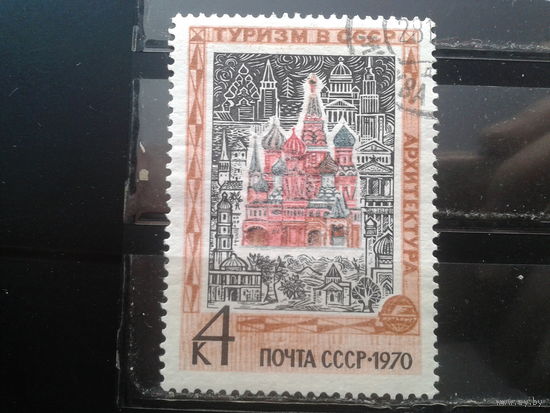 ТУРИЗМ В СССР
АРХИТЕКТУРА
4
К
ПОЧТА СССР·1970